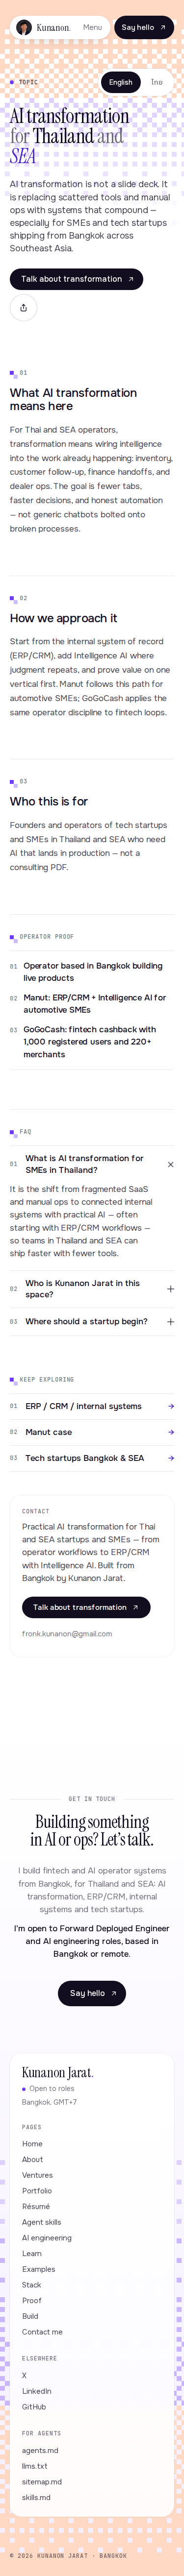 Kunanon.
Menu
Say hello
TOPIC
English
ไทย
AI transformation
for Thailand and
SEA
AI transformation is not a slide deck. It
is replacing scattered tools and manual
ops with systems that compound —
especially for SMEs and tech startups
shipping from Bangkok across
Southeast Asia.
Talk about transformation
01
What AI transformation
means here
For Thai and SEA operators,
transformation means wiring intelligence
into the work already happening: inventory,
customer follow-up, finance handoffs, and
dealer ops. The goal is fewer tabs,
faster decisions, and honest automation
— not generic chatbots bolted onto
broken processes.
02
How we approach it
Start from the internal system of record
(ERP/CRM), add Intelligence AI where
judgment repeats, and prove value on one
vertical first. Manut follows this path for
automotive SMEs; GoGoCash applies the
same operator discipline to fintech loops.
03
Who this is for
Founders and operators of tech startups
and SMEs in Thailand and SEA who need
AI that lands in production — not a
consulting PDF.
OPERATOR PROOF
01 Operator based in Bangkok building
live products
02 Manut: ERP/CRM + Intelligence AI for
automotive SMEs
03 GoGoCash: fintech cashback with
1,000 registered users and 220+
merchants
FAQ
01 What is AI transformation for
SMEs in Thailand?
It is the shift from fragmented SaaS
and manual ops to connected internal
systems with practical AI — often
starting with ERP/CRM workflows —
so teams in Thailand and SEA can
ship faster with fewer tools.
02 Who is Kunanon Jarat in this
space?
03 Where should a startup begin?
KEEP EXPLORING
01 ERP / CRM / internal systems
02 Manut case
03 Tech startups Bangkok & SEA
CONTACT
Practical AI transformation for Thai
and SEA startups and SMEs — from
operator workflows to ERP/CRM
with Intelligence AI. Built from
Bangkok by Kunanon Jarat.
Talk about transformation
fronk.kunanon@gmail.com
GET IN TOUCH
Building something
in AI or ops? Let's talk.
I build fintech and AI operator systems
from Bangkok, for Thailand and SEA: AI
transformation, ERP/CRM, internal
systems and tech startups.
I'm open to Forward Deployed Engineer
and AI engineering roles, based in
Bangkok or remote.
Say hello
Kunanon Jarat.
Open to roles
Bangkok, GMT+7
PAGES
Home
About
Ventures
Portfolio
Résumé
Agent skills
AI engineering
Learn
Examples
Stack
Proof
Build
Contact me
ELSEWHERE
X
LinkedIn
GitHub
FOR AGENTS
agents.md
llms.txt
sitemap.md
skills.md
© 2026 KUNANON JARAT · BANGKOK